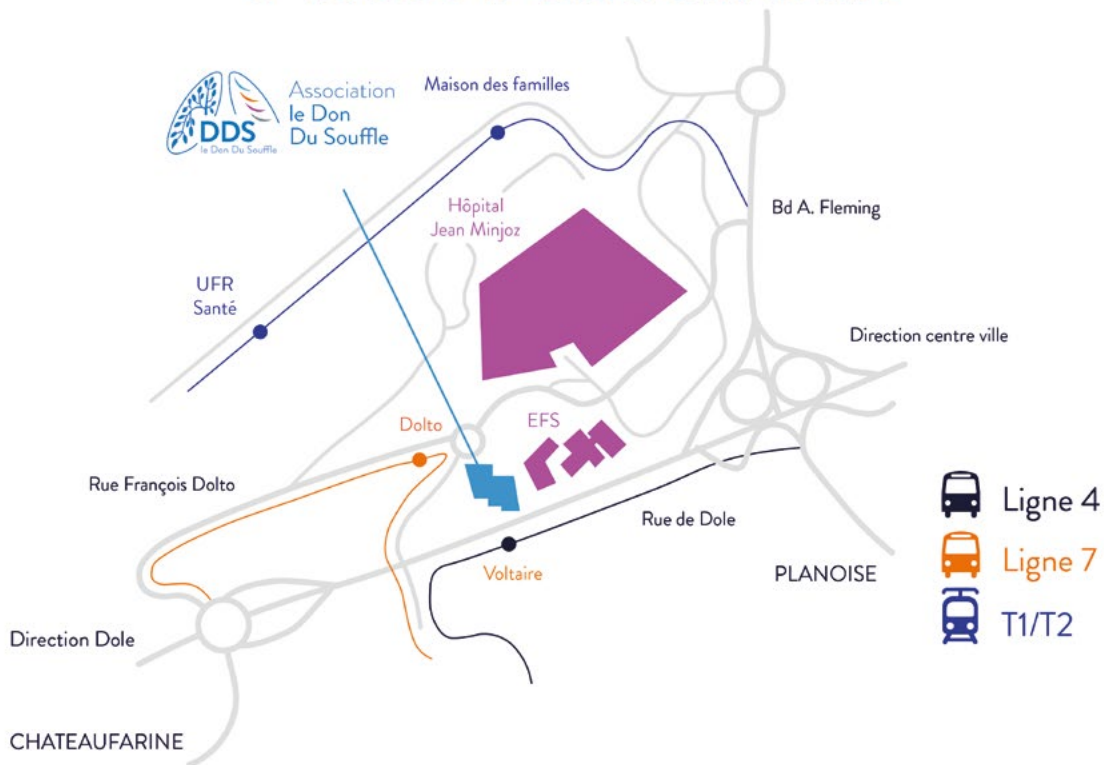 Maison des familles
DDS
le Don Du Souffle
Association
le Don
Du Souffle
Hôpital
Jean Minjoz
Bd A. Fleming
UFR
Santé
Direction centre ville
Dolto
EFS
Rue François Dolto
Rue de Dole
Voltaire
PLANOISE
Ligne 4
Ligne 7
T1/T2
Direction Dole
CHATEAUFARINE